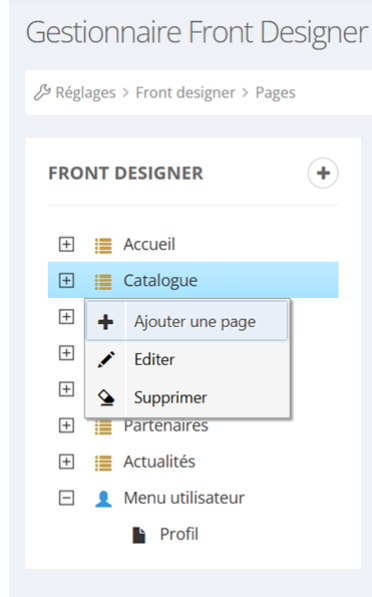 Gestionnaire Front Designer
Réglages > Front designer > Pages
FRONT DESIGNER
Accueil
Catalogue
Ajouter une page
Editer
Supprimer
Partenaires
Actualités
Menu utilisateur
Profil